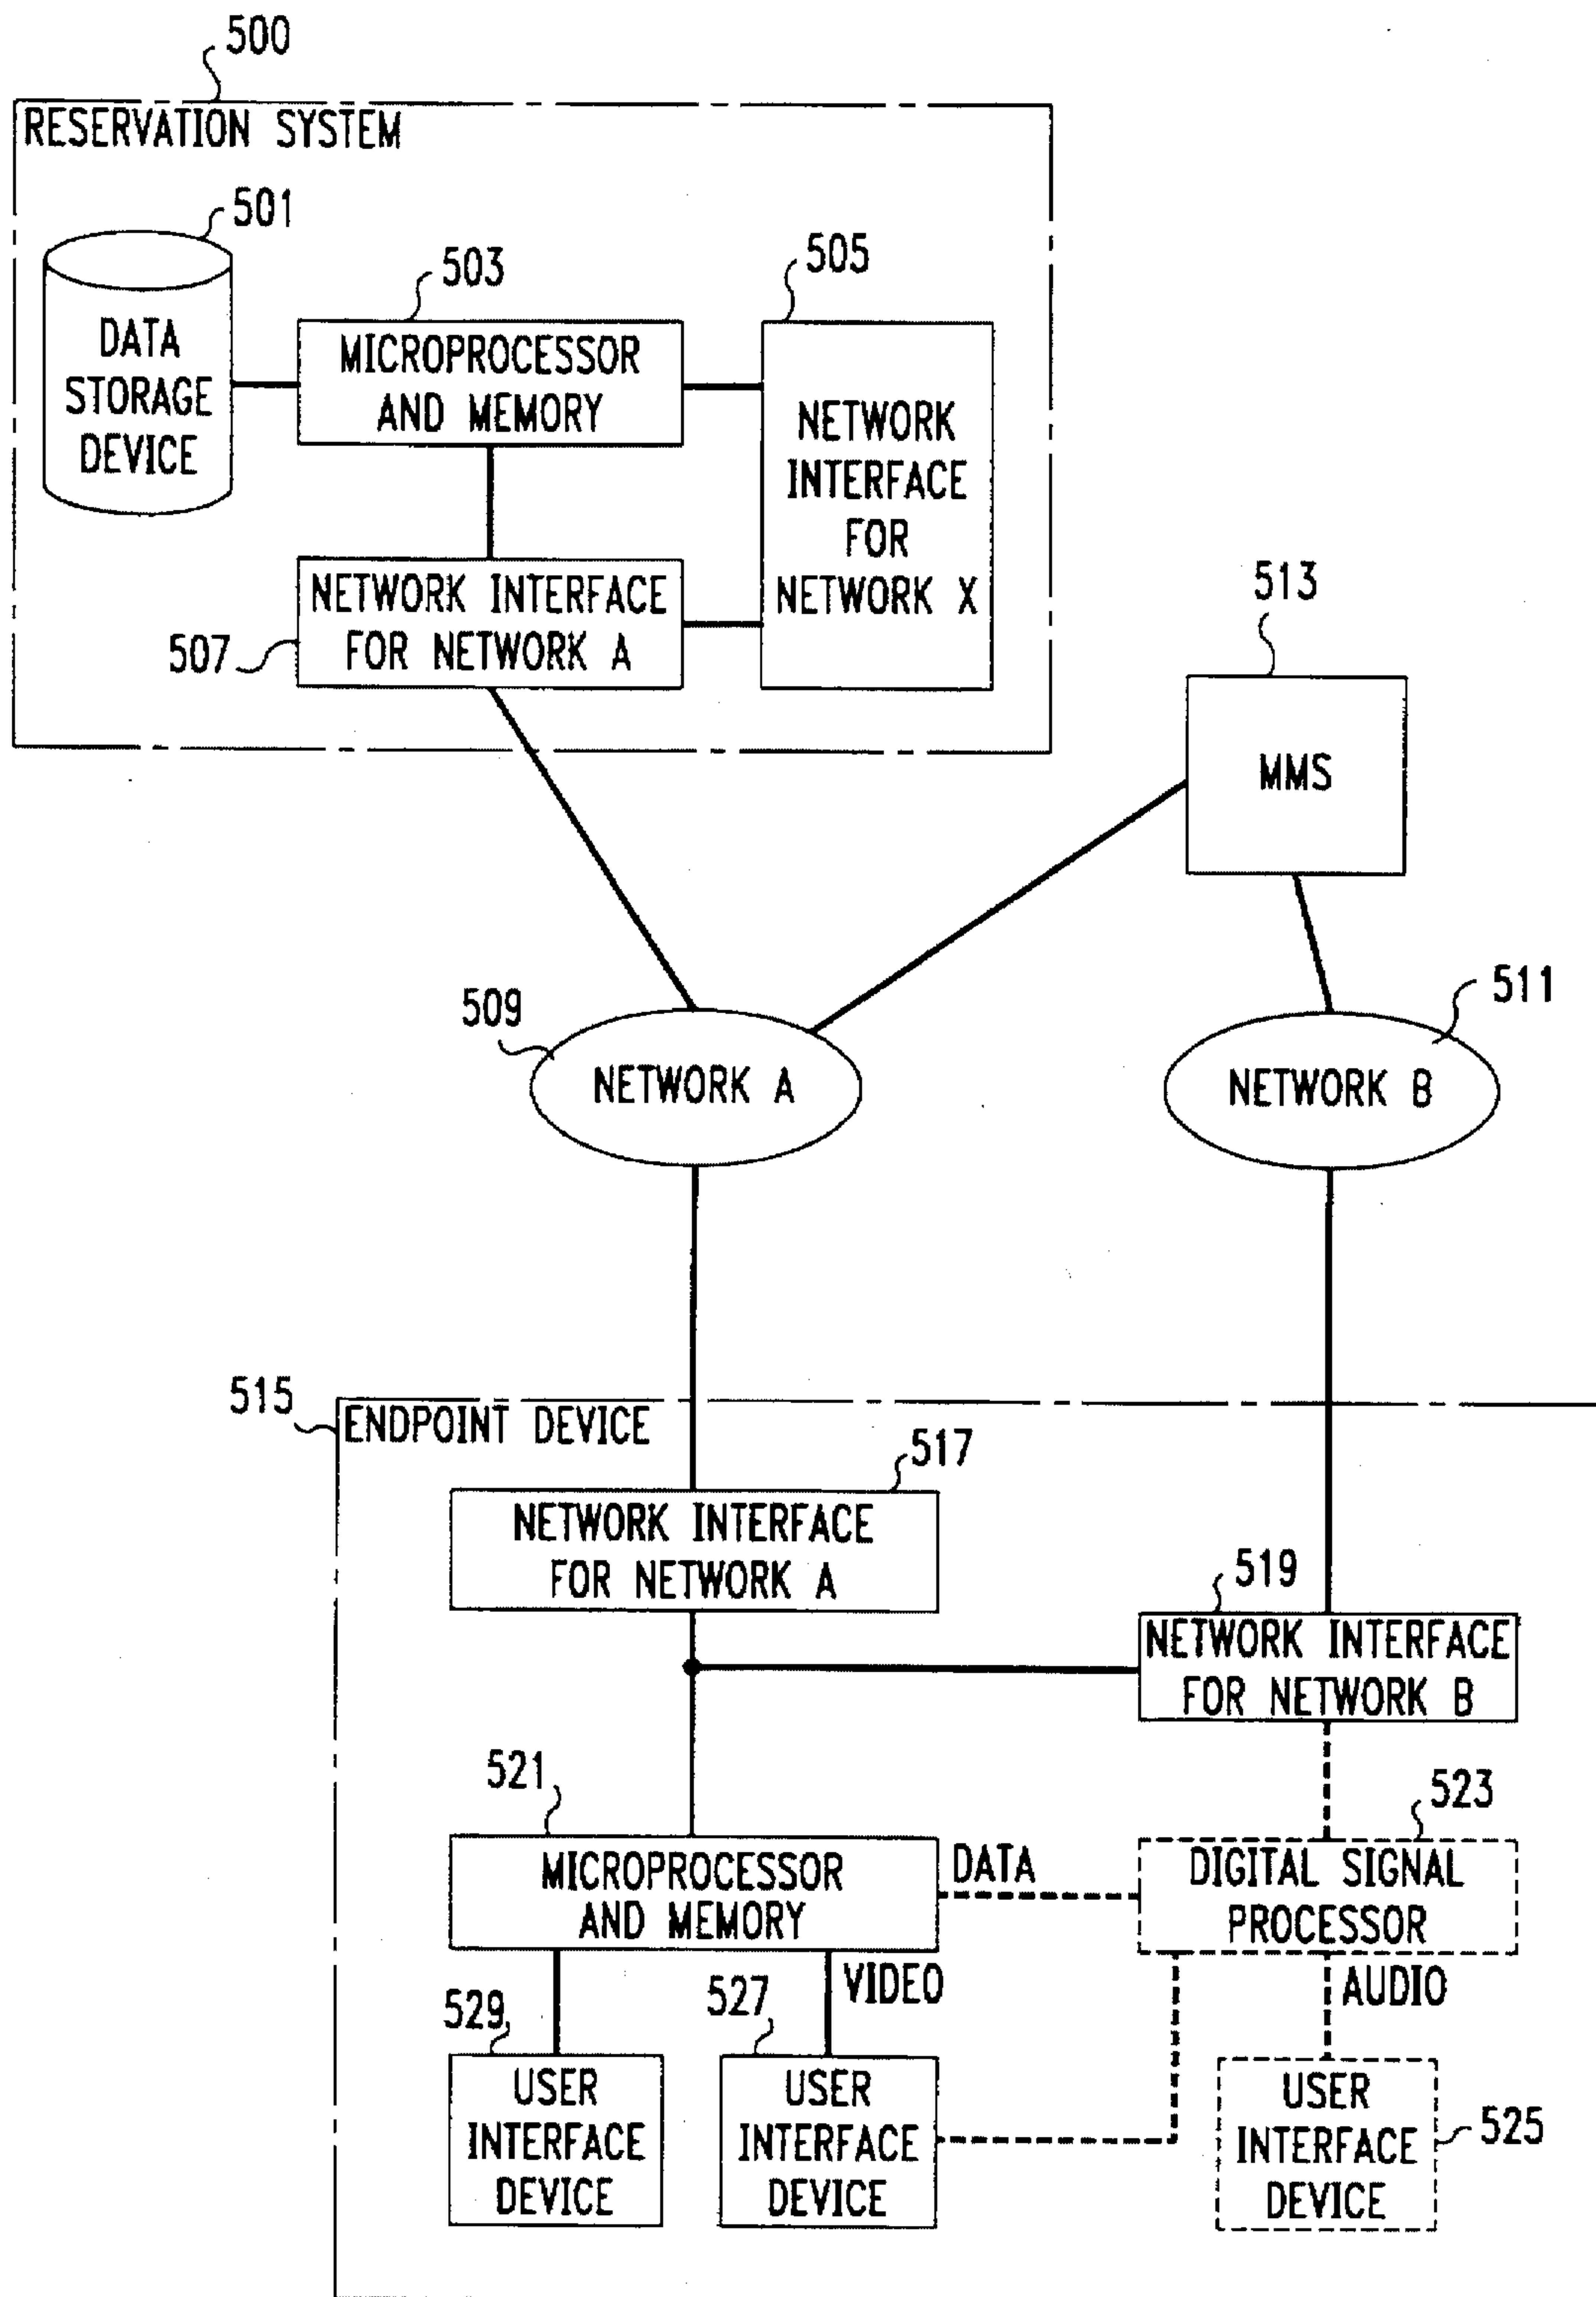 500
RESERVATION SYSTEM
501
503
505
DATA
STORAGE
DEVICE
MICROPROCESSOR
AND MEMORY
NETWORK
INTERFACE
FOR
NETWORK X
NETWORK INTERFACE
FOR NETWORK A
507
513
MMS
509
NETWORK A
511
NETWORK B
515
ENDPOINT DEVICE
517
NETWORK INTERFACE
FOR NETWORK A
519
NETWORK INTERFACE
FOR NETWORK B
521
MICROPROCESSOR
AND MEMORY
DATA
523
DIGITAL SIGNAL
PROCESSOR
529
527
VIDEO
AUDIO
USER
INTERFACE
DEVICE
USER
INTERFACE
DEVICE
USER
INTERFACE
DEVICE
525